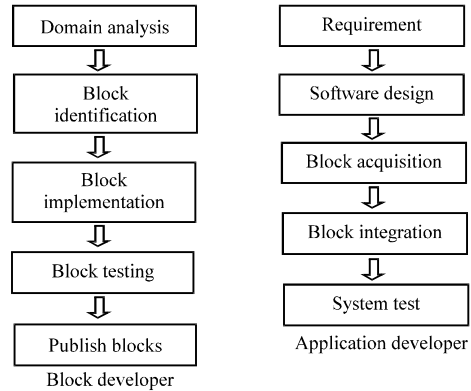 Domain analysis
Block
identification
Block
implementation
Block testing
Publish blocks
Block developer
Requirement
Software design
Block acquisition
Block integration
System test
Application developer